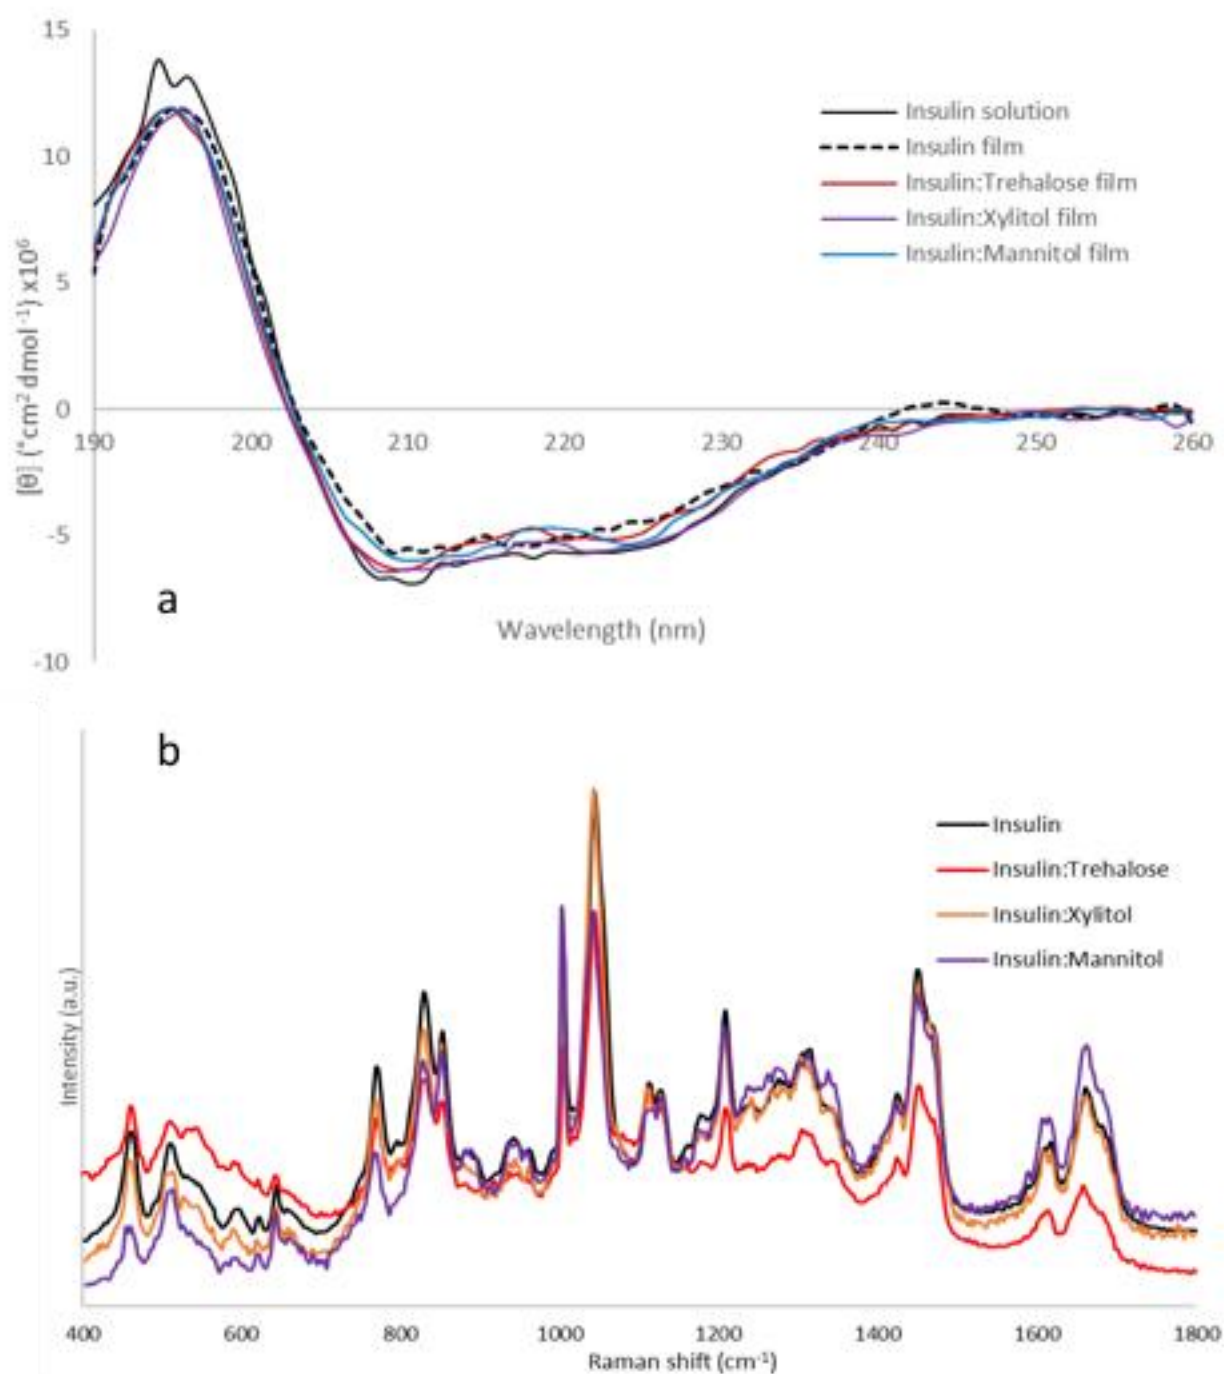 15
Insulin solution
Insulin film
10
Insulin:Trehalose film
Insulin:Xylitol film
Insulin:Mannitol film
5
[θ] (°cm² dmol⁻¹) x10⁶
0
190 200 210 220 230 240 250 260
-5
a
Wavelength (nm)
-10
b
Insulin
Insulin:Trehalose
Insulin:Xylitol
Insulin:Mannitol
Intensity (a.u.)
400 600 800 1000 1200 1400 1600 1800
Raman shift (cm⁻¹)